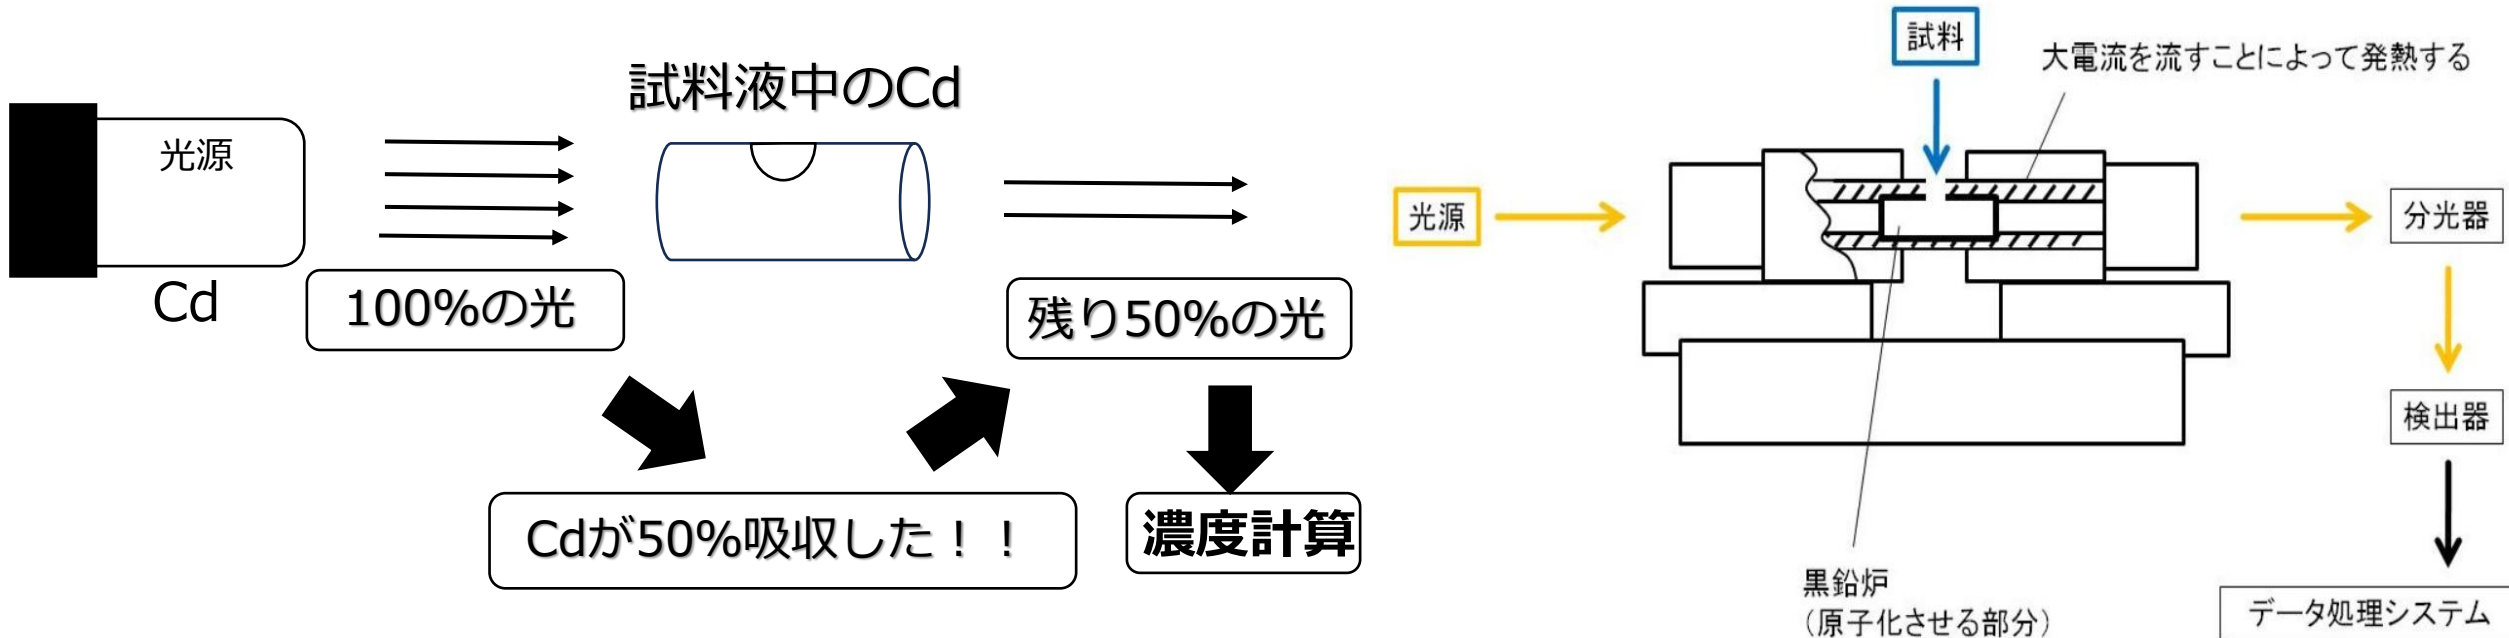 光源
Cd
100%の光
試料液中のCd
残り50%の光
Cdが50%吸収した！！
濃度計算
試料
大電流を流すことによって発熱する
光源
分光器
検出器
データ処理システム
黒鉛炉
（原子化させる部分）